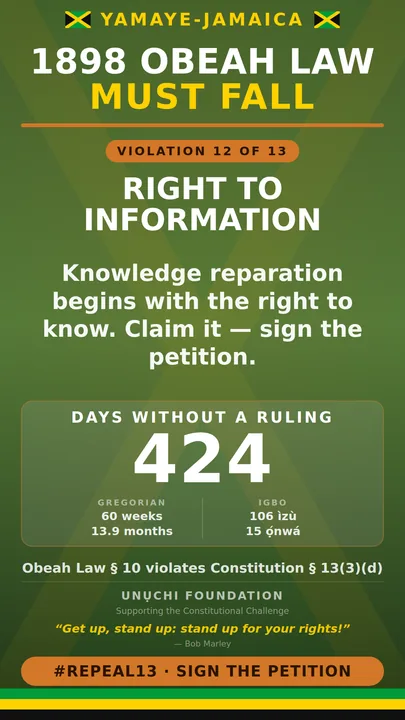 YAMAYE-JAMAICA
1898 OBEAH LAW
MUST FALL
VIOLATION 12 OF 13
RIGHT TO
INFORMATION
Knowledge reparation
begins with the right to
know. Claim it — sign the
petition.
DAYS WITHOUT A RULING
424
GREGORIAN
60 weeks
13.9 months
IGBO
106 ìzù
15 ọ́nwá
Obeah Law § 10 violates Constitution § 13(3)(d)
UNỤCHI FOUNDATION
Supporting the Constitutional Challenge
“Get up, stand up: stand up for your rights!”
— Bob Marley
#REPEAL13 · SIGN THE PETITION